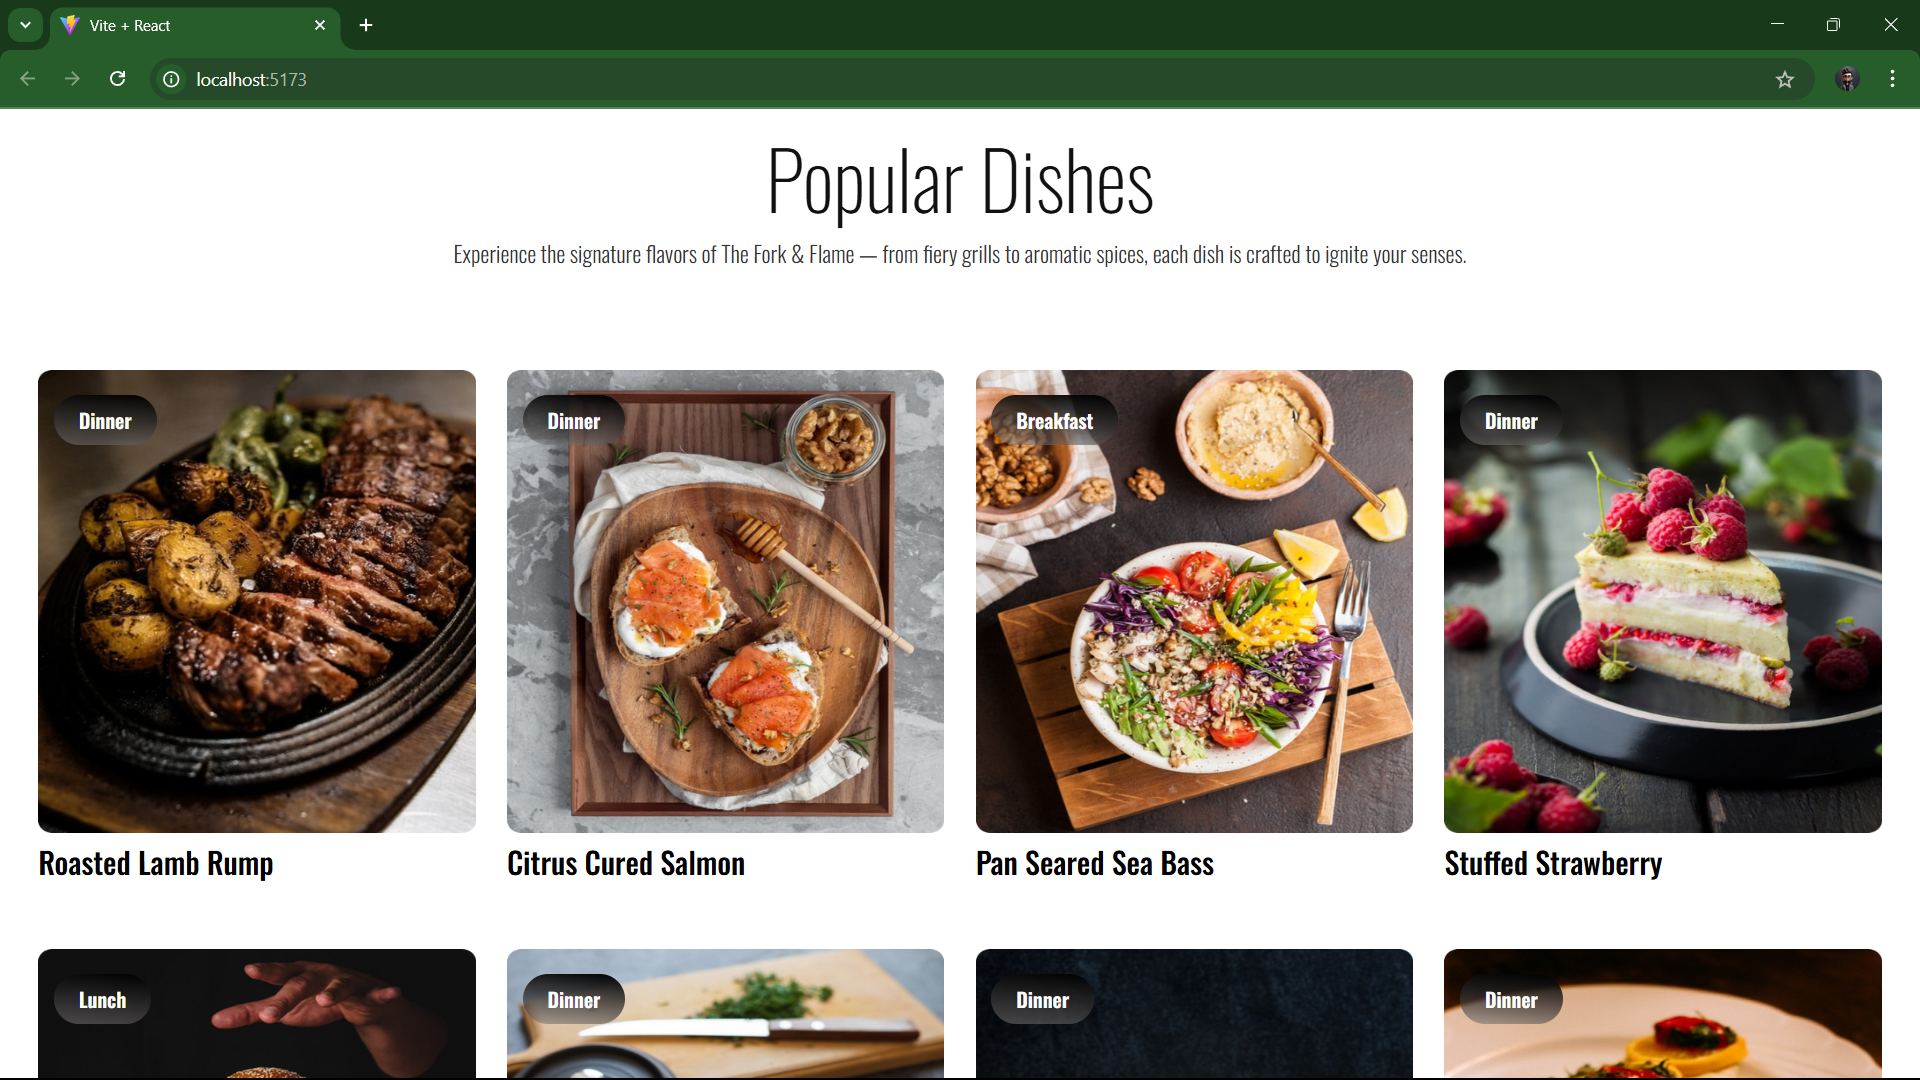 Vite + React
localhost:5173
Popular Dishes
Experience the signature flavors of The Fork & Flame — from fiery grills to aromatic spices, each dish is crafted to ignite your senses.
Dinner
Dinner
Breakfast
Dinner
Roasted Lamb Rump
Citrus Cured Salmon
Pan Seared Sea Bass
Stuffed Strawberry
Lunch
Dinner
Dinner
Dinner